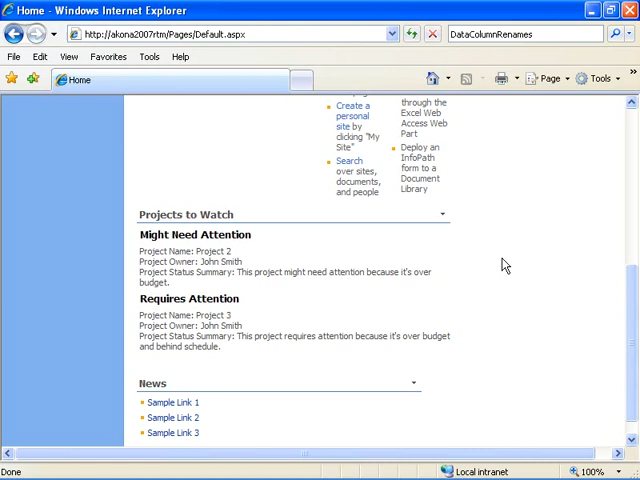 Home - Windows Internet Explorer
http://akona2007rtm/Pages/Default.aspx
DataColumnRenames
File Edit View Favorites Tools Help
Home
Page Tools
Create a
personal
site by
clicking "My
Site"
Search
over sites,
documents,
and people
through the
Excel Web
Access Web
Part
Deploy an
InfoPath
form to a
Document
Library
Projects to Watch
Might Need Attention
Project Name: Project 2
Project Owner: John Smith
Project Status Summary: This project might need attention because it's over
budget.
Requires Attention
Project Name: Project 3
Project Owner: John Smith
Project Status Summary: This project requires attention because it's over budget
and behind schedule.
News
Sample Link 1
Sample Link 2
Sample Link 3
Done
Local intranet
100%